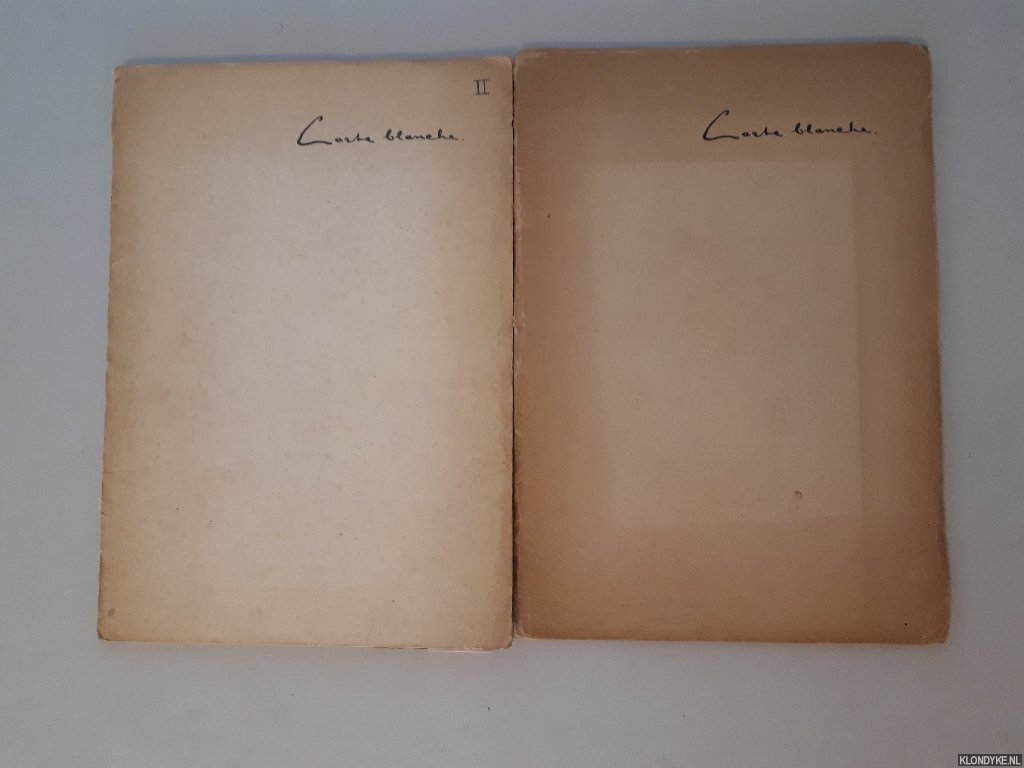 II
Carte blanche.
Carte blanche.
KLONDYKE.NL